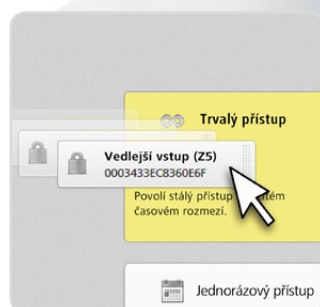 Trvalý přístup
Vedlejší vstup (Z5)
0003433EC8360E6F
Povolí stálý přístup
časovém rozmezí.
Jednorázový přístup